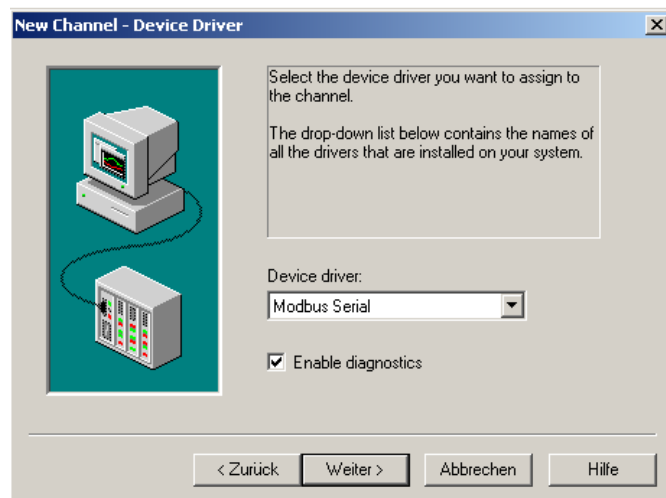 New Channel - Device Driver
Select the device driver you want to assign to
the channel.
The drop-down list below contains the names of
all the drivers that are installed on your system.
Device driver:
Modbus Serial
Enable diagnostics
< Zurück
Weiter >
Abbrechen
Hilfe